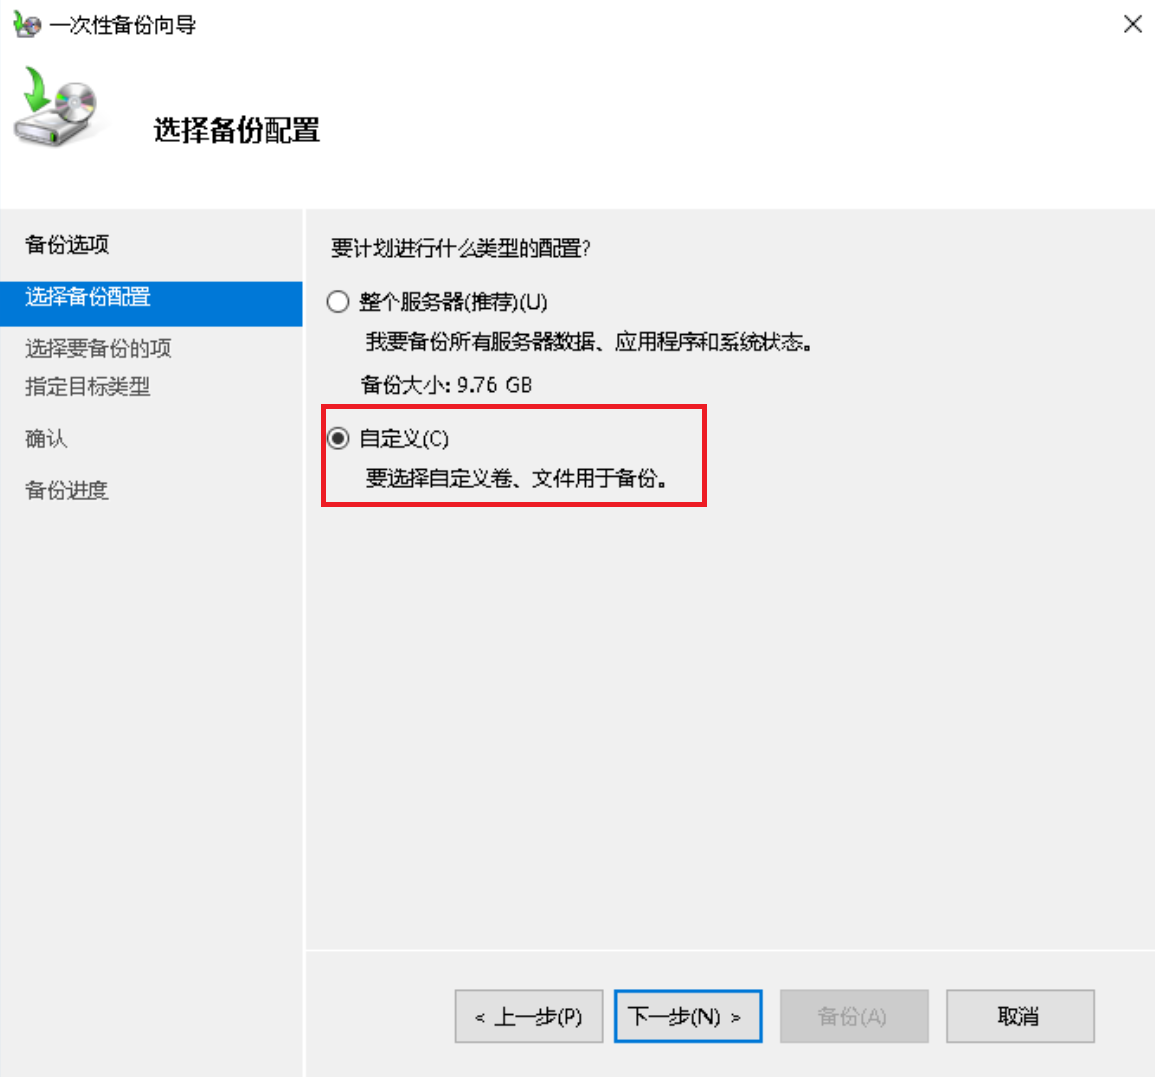 一次性备份向导
选择备份配置
备份选项
选择备份配置
选择要备份的项
指定目标类型
确认
备份进度
要计划进行什么类型的配置?
整个服务器(推荐)(U)
我要备份所有服务器数据、应用程序和系统状态。
备份大小: 9.76 GB
自定义(C)
要选择自定义卷、文件用于备份。
< 上一步(P)
下一步(N) >
备份(A)
取消